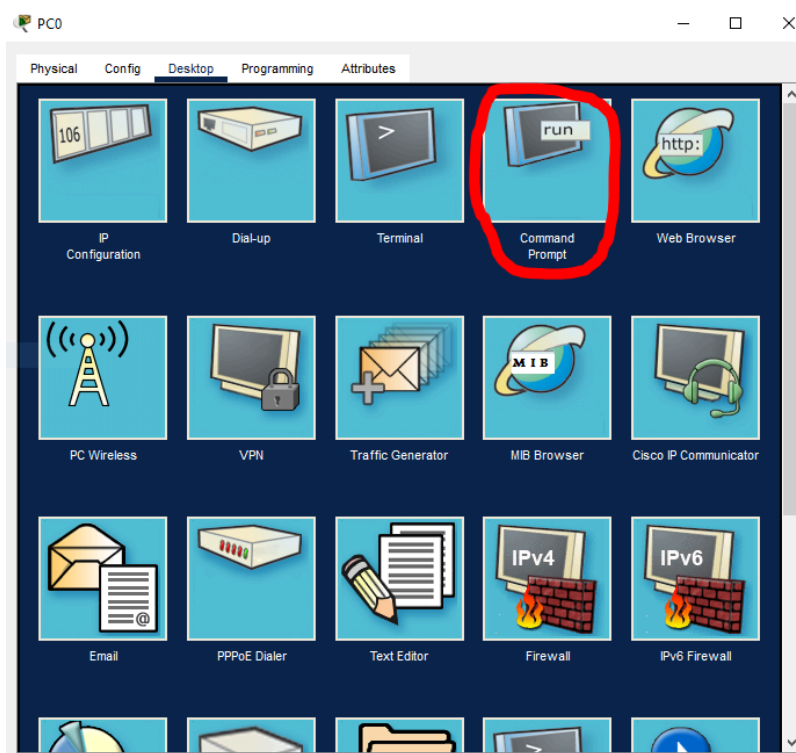 PC0
Physical Config Desktop Programming Attributes
106
>
run
http:
IP
Configuration
Dial-up
Terminal
Command
Prompt
Web Browser
MIB
PC Wireless
VPN
Traffic Generator
MIB Browser
Cisco IP Communicator
@
IPv4
IPv6
Email
PPPoE Dialer
Text Editor
Firewall
IPv6 Firewall
>